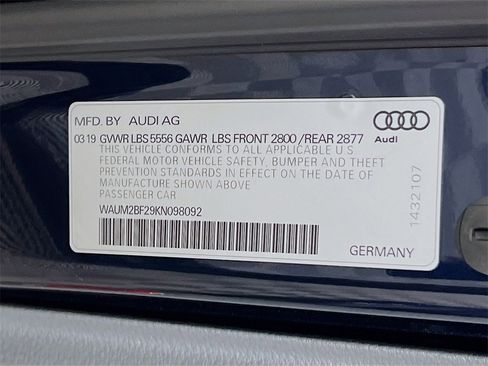 MFD. BY AUDI AG
Audi
03 19 GVWR LBS 5556 GAWR LBS FRONT 2800 /REAR 2877
THIS VEHICLE CONFORMS TO ALL APPLICABLE U.S
FEDERAL MOTOR VEHICLE SAFETY, BUMPER AND THEFT
PREVENTION STANDARDS IN EFFECT ON THE DATE OF
MANUFACTURE SHOWN ABOVE
PASSENGER CAR
WAUM2BF29KN098092
1432107
GERMANY